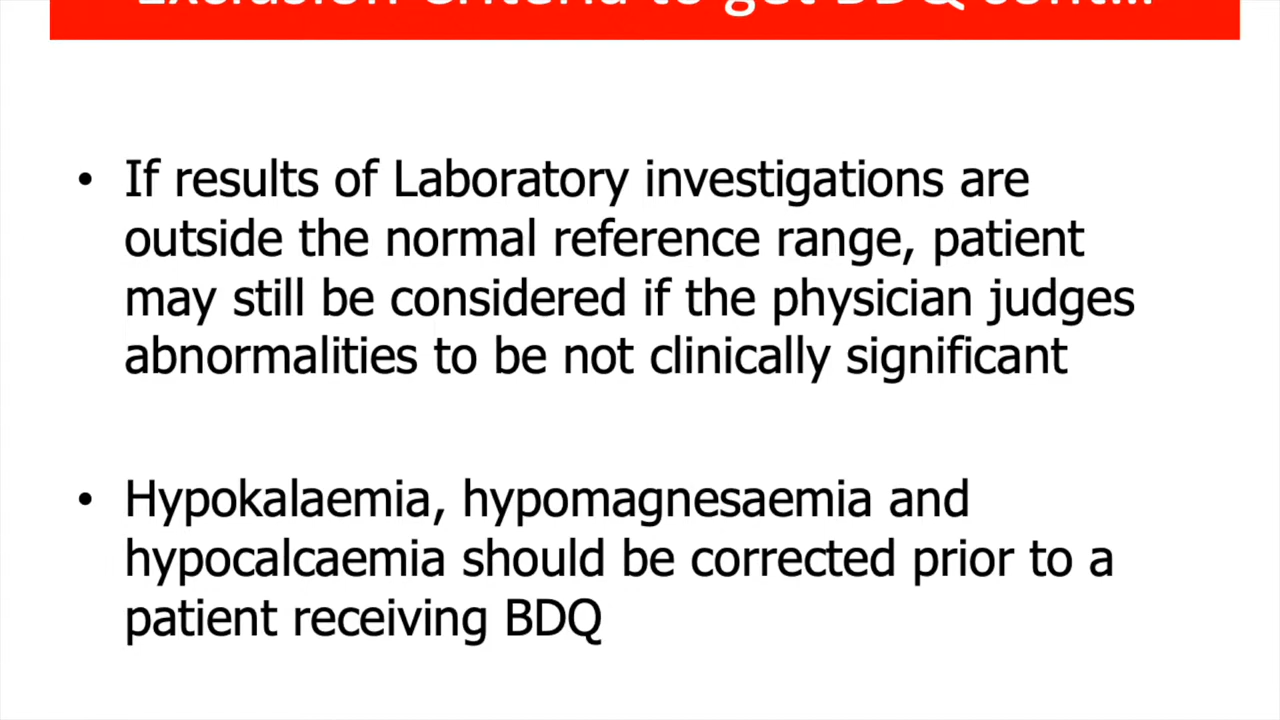 Exclusion Criteria to get BDQ cont...
• If results of Laboratory investigations are
outside the normal reference range, patient
may still be considered if the physician judges
abnormalities to be not clinically significant
• Hypokalaemia, hypomagnesaemia and
hypocalcaemia should be corrected prior to a
patient receiving BDQ